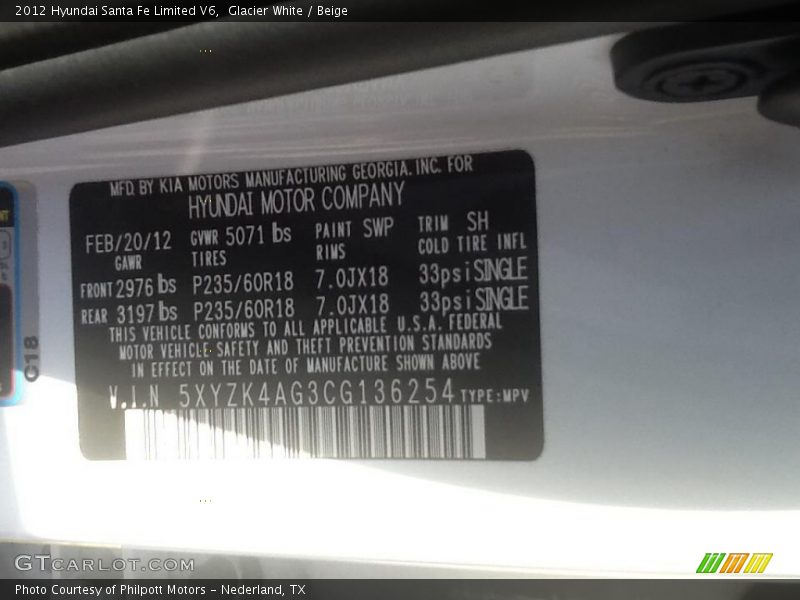 2012 Hyundai Santa Fe Limited V6, Glacier White / Beige
MFD. BY KIA MOTORS MANUFACTURING GEORGIA. INC. FOR
HYUNDAI MOTOR COMPANY
FEB/20/12 GVWR 5071 lbs PAINT SWP TRIM SH
GAWR TIRES RIMS COLD TIRE INFL
FRONT 2976 lbs P235/60R18 7.0JX18 33psi SINGLE
REAR 3197 lbs P235/60R18 7.0JX18 33psi SINGLE
THIS VEHICLE CONFORMS TO ALL APPLICABLE U.S.A. FEDERAL
MOTOR VEHICLE SAFETY AND THEFT PREVENTION STANDARDS
IN EFFECT ON THE DATE OF MANUFACTURE SHOWN ABOVE
V.I.N 5XYZK4AG3CG136254 TYPE:MPV
C18
GTCARLOT.COM
Photo Courtesy of Philpott Motors - Nederland, TX